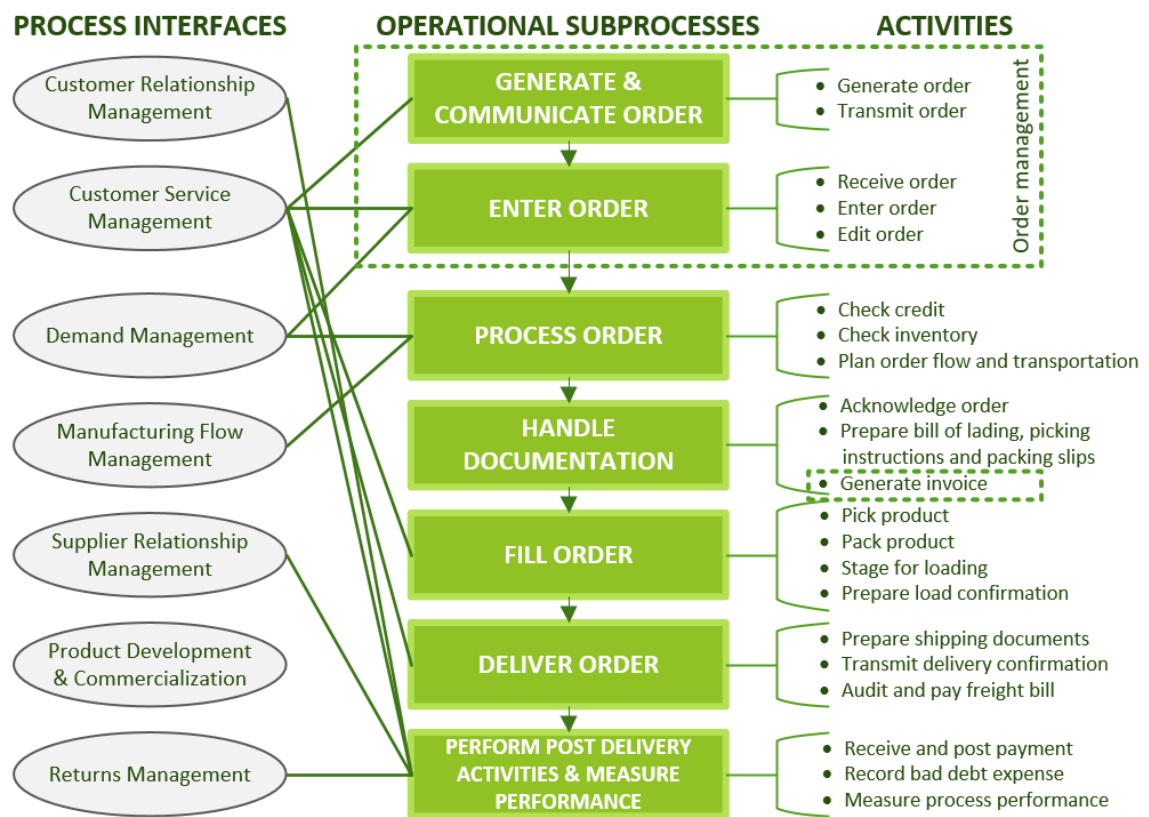 PROCESS INTERFACES
OPERATIONAL SUBPROCESSES
ACTIVITIES
Customer Relationship
Management
Customer Service
Management
Demand Management
Manufacturing Flow
Management
Supplier Relationship
Management
Product Development
& Commercialization
Returns Management
GENERATE &
COMMUNICATE ORDER
ENTER ORDER
PROCESS ORDER
HANDLE
DOCUMENTATION
FILL ORDER
DELIVER ORDER
PERFORM POST DELIVERY
ACTIVITIES & MEASURE
PERFORMANCE
• Generate order
• Transmit order
• Receive order
• Enter order
• Edit order
Order management
• Check credit
• Check inventory
• Plan order flow and transportation
• Acknowledge order
• Prepare bill of lading, picking
instructions and packing slips
• Generate invoice
• Pick product
• Pack product
• Stage for loading
• Prepare load confirmation
• Prepare shipping documents
• Transmit delivery confirmation
• Audit and pay freight bill
• Receive and post payment
• Record bad debt expense
• Measure process performance